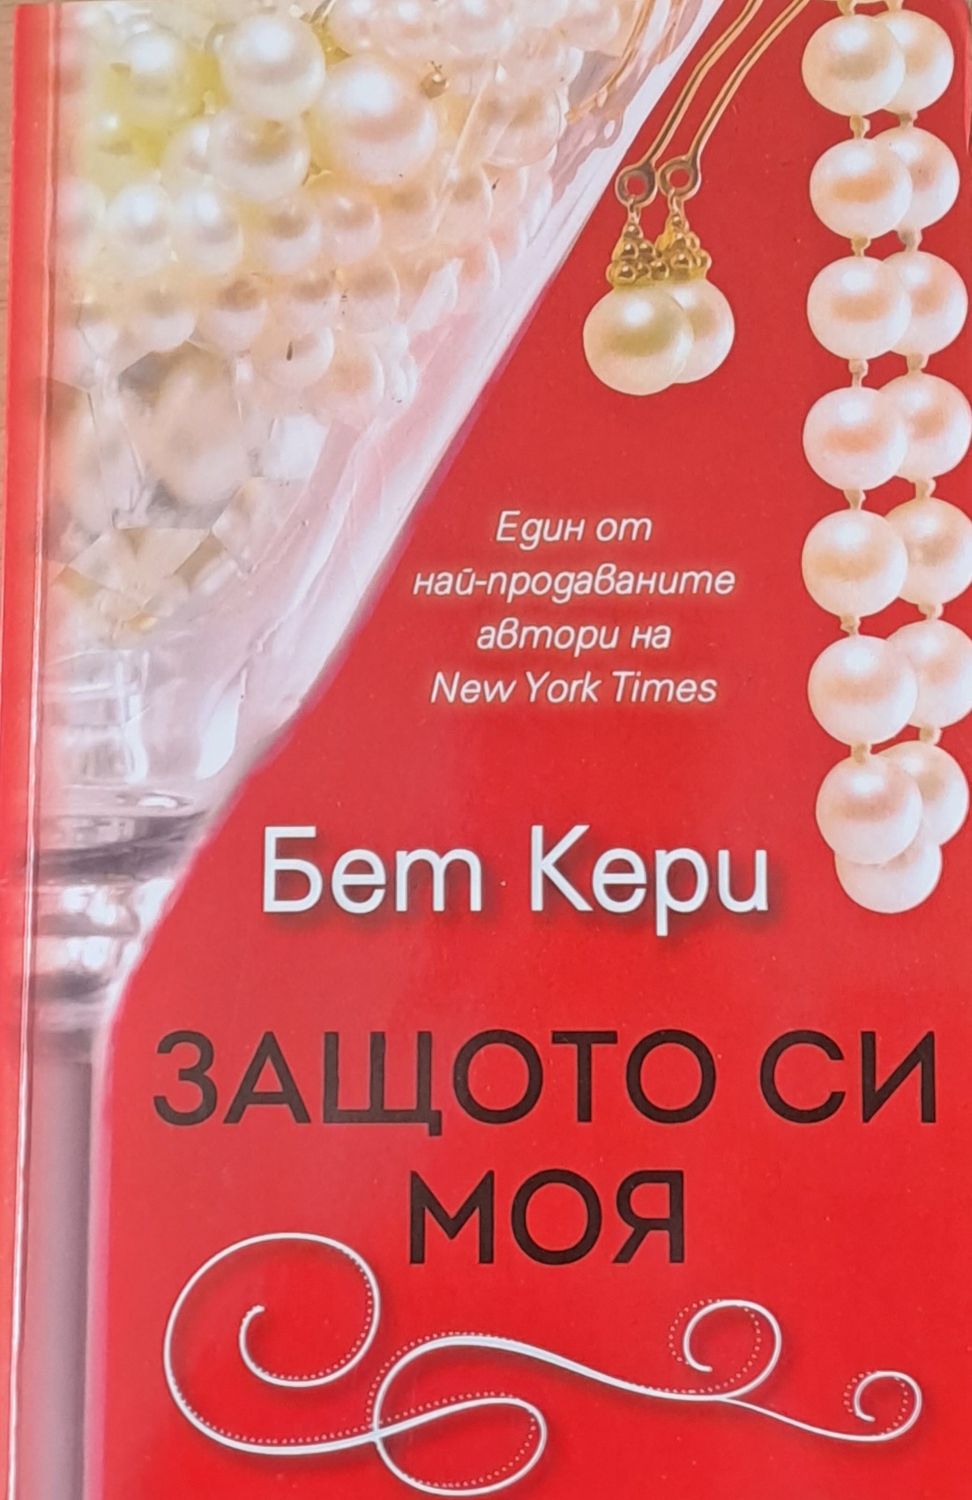 Един от
най-продаваните
автори на
New York Times
Бет Кери
ЗАЩОТО СИ
МОЯ